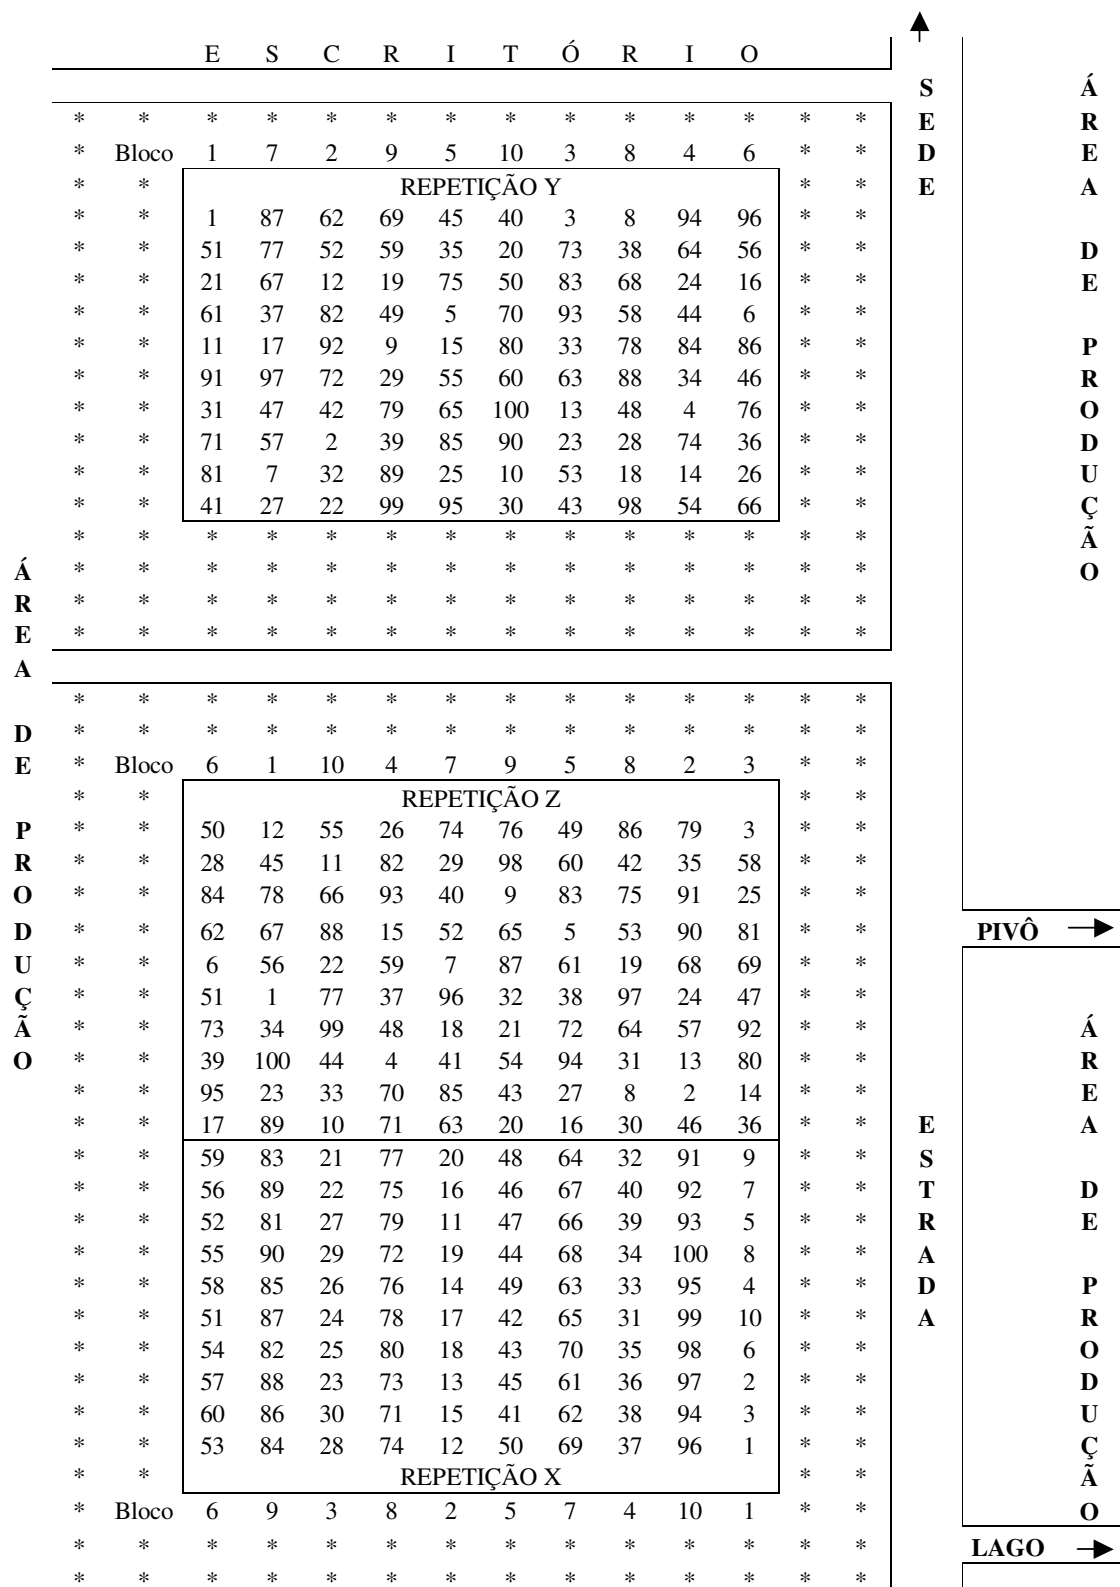 E S C R I T Ó R I O
* * * * * * * * * * * * *
* Bloco 1 7 2 9 5 10 3 8 4 6 * *
* * REPETIÇÃO Y * *
* * 1 87 62 69 45 40 3 8 94 96 * *
* * 51 77 52 59 35 20 73 38 64 56 * *
* * 21 67 12 19 75 50 83 68 24 16 * *
* * 61 37 82 49 5 70 93 58 44 6 * *
* * 11 17 92 9 15 80 33 78 84 86 * *
* * 91 97 72 29 55 60 63 88 34 46 * *
* * 31 47 42 79 65 100 13 48 4 76 * *
* * 71 57 2 39 85 90 23 28 74 36 * *
* * 81 7 32 89 25 10 53 18 14 26 * *
* * 41 27 22 99 95 30 43 98 54 66 * *
* * * * * * * * * * * * * *
* * * * * * * * * * * * * *
* * * * * * * * * * * * * *
* * * * * * * * * * * * * *
* * * * * * * * * * * * * *
* * * * * * * * * * * * * *
* Bloco 6 1 10 4 7 9 5 8 2 3 * *
* * REPETIÇÃO Z * *
* * 50 12 55 26 74 76 49 86 79 3 * *
* * 28 45 11 82 29 98 60 42 35 58 * *
* * 84 78 66 93 40 9 83 75 91 25 * *
* * 62 67 88 15 52 65 5 53 90 81 * *
* * 6 56 22 59 7 87 61 19 68 69 * *
* * 51 1 77 37 96 32 38 97 24 47 * *
* * 73 34 99 48 18 21 72 64 57 92 * *
* * 39 100 44 4 41 54 94 31 13 80 * *
* * 95 23 33 70 85 43 27 8 2 14 * *
* * 17 89 10 71 63 20 16 30 46 36 * *
* * 59 83 21 77 20 48 64 32 91 9 * *
* * 56 89 22 75 16 46 67 40 92 7 * *
* * 52 81 27 79 11 47 66 39 93 5 * *
* * 55 90 29 72 19 44 68 34 100 8 * *
* * 58 85 26 76 14 49 63 33 95 4 * *
* * 51 87 24 78 17 42 65 31 99 10 * *
* * 54 82 25 80 18 43 70 35 98 6 * *
* * 57 88 23 73 13 45 61 36 97 2 * *
* * 60 86 30 71 15 41 62 38 94 3 * *
* * 53 84 28 74 12 50 69 37 96 1 * *
* * REPETIÇÃO X * *
* Bloco 6 9 3 8 2 5 7 4 10 1 * *
* * * * * * * * * * * * * *
* * * * * * * * * * * * * *
ÁREA DE PRODUÇÃO
SEDE
ESTRADA
ÁREA DE PRODUÇÃO
PIVÔ
ÁREA DE PRODUÇÃO
LAGO